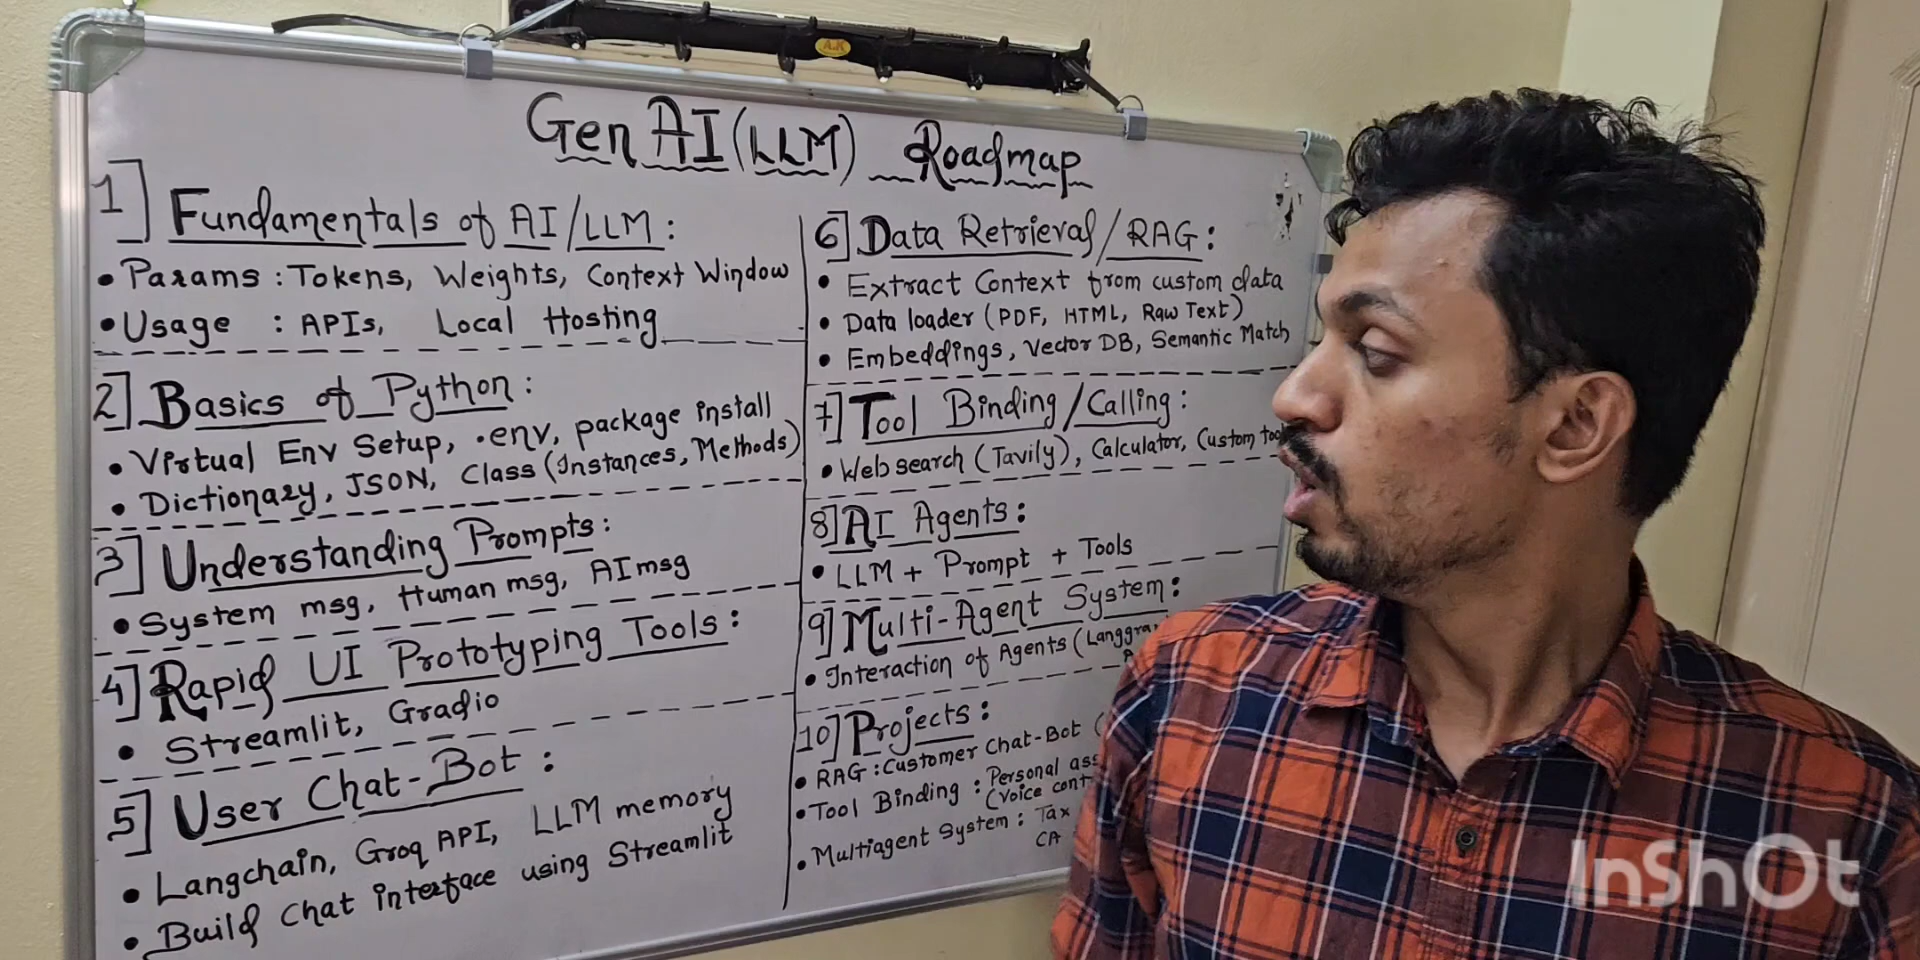 A.K
Gen AI (LLM) Roadmap
1] Fundamentals of AI/LLM:
• Params : Tokens, Weights, Context Window
• Usage : APIs, Local Hosting
2] Basics of Python:
• Virtual Env Setup, .env, package install
• Dictionary, JSON, Class (Instances, Methods)
3] Understanding Prompts:
• System msg, Human msg, AI msg
4] Rapid UI Prototyping Tools:
• Streamlit, Gradio
5] User Chat-Bot:
• Langchain, Groq API, LLM memory
• Build Chat interface using Streamlit
6] Data Retrieval/RAG:
• Extract Context from custom data
• Data loader (PDF, HTML, Raw Text)
• Embeddings, Vector DB, Semantic Match
7] Tool Binding/Calling:
• Web search (Tavily), Calculator, Custom
8] AI Agents:
• LLM + Prompt + Tools
9] Multi-Agent System:
• Interaction of Agents
10] Projects:
• RAG : Customer Chat-Bot (
• Tool Binding : Personal
(Voice
• Multiagent System : Tax
CA
InShOt